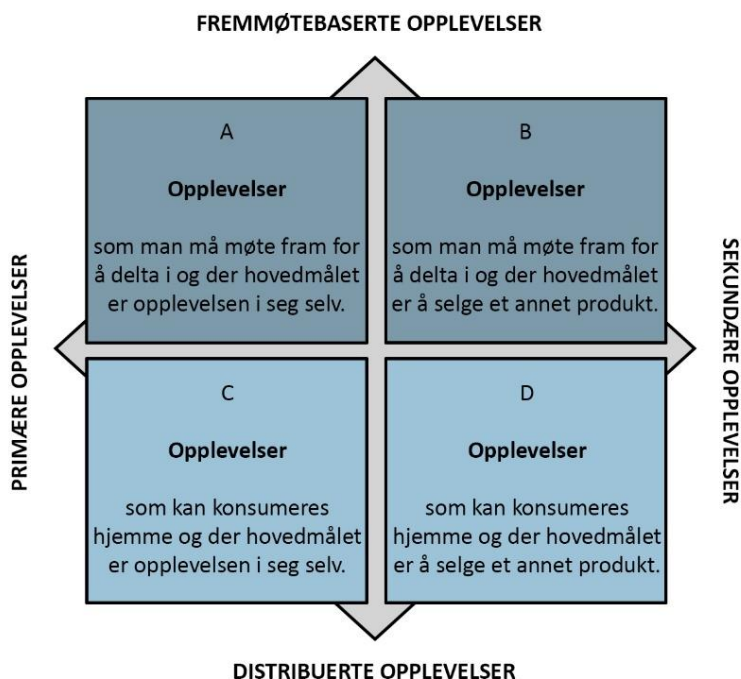 FREMMØTEBASERTE OPPLEVELSER
A
Opplevelser
som man må møte fram for
å delta i og der hovedmålet
er opplevelsen i seg selv.
B
Opplevelser
som man må møte fram for
å delta i og der hovedmålet
er å selge et annet produkt.
PRIMÆRE OPPLEVELSER
SEKUNDÆRE OPPLEVELSER
C
Opplevelser
som kan konsumeres
hjemme og der hovedmålet
er opplevelsen i seg selv.
D
Opplevelser
som kan konsumeres
hjemme og der hovedmålet
er å selge et annet produkt.
DISTRIBUERTE OPPLEVELSER